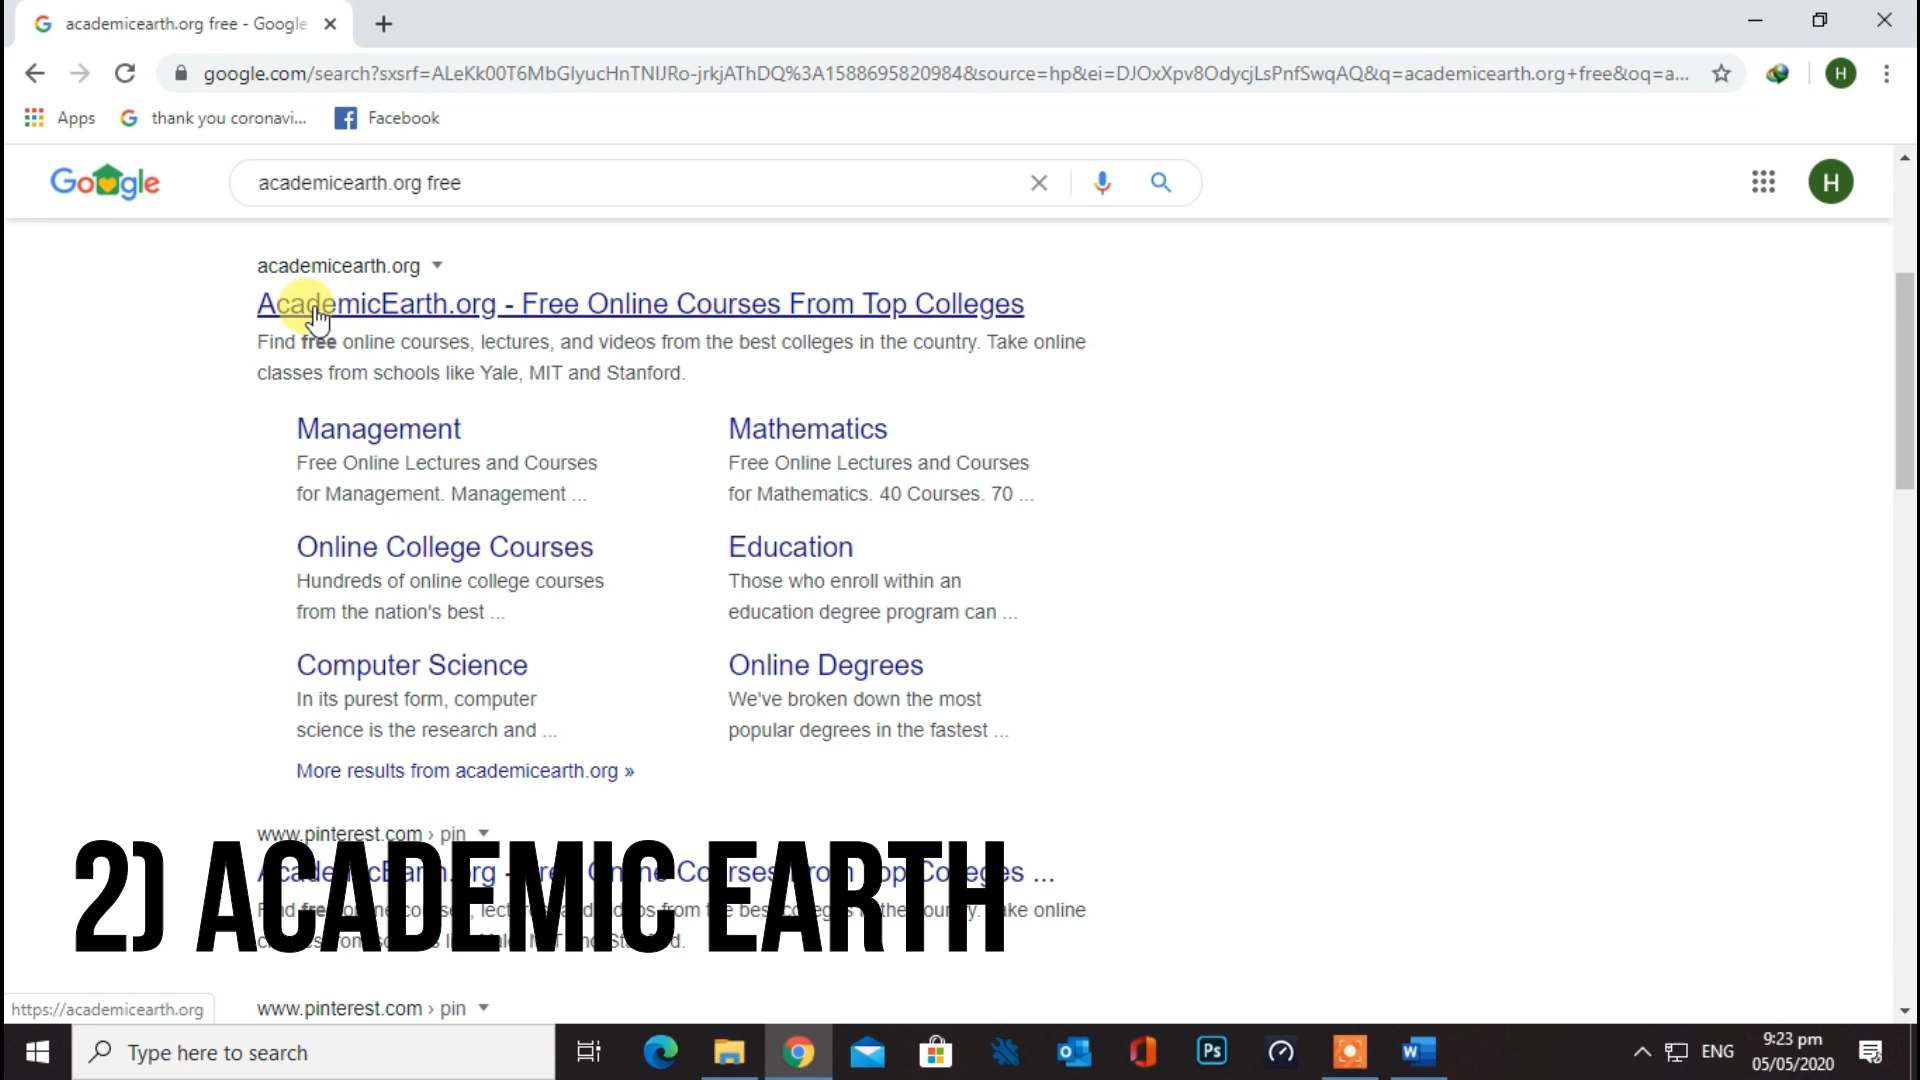 academicearth.org free - Google
google.com/search?sxsrf=ALeKk00T6MbGlyucHnTNIJRo-jrkjAThDQ%3A1588695820984&source=hp&ei=DJOxXpv8OdycjLsPnfSwqAQ&q=academicearth.org+free&oq=a...
H
Apps
thank you coronavi...
Facebook
Google
academicearth.org free
H
academicearth.org
AcademicEarth.org - Free Online Courses From Top Colleges
Find free online courses, lectures, and videos from the best colleges in the country. Take online
classes from schools like Yale, MIT and Stanford.
Management
Free Online Lectures and Courses
for Management. Management ...
Mathematics
Free Online Lectures and Courses
for Mathematics. 40 Courses. 70 ...
Online College Courses
Hundreds of online college courses
from the nation's best ...
Education
Those who enroll within an
education degree program can ...
Computer Science
In its purest form, computer
science is the research and ...
Online Degrees
We've broken down the most
popular degrees in the fastest ...
More results from academicearth.org »
www.pinterest.com › pin
AcademicEarth.org - Free Online Courses From Top Colleges ...
Find free online courses, lectures, and videos from the best colleges in the country. Take online
classes from schools like Yale, MIT and Stanford.
2) ACADEMIC EARTH
www.pinterest.com › pin
https://academicearth.org
Type here to search
Ps
ENG
9:23 pm
05/05/2020